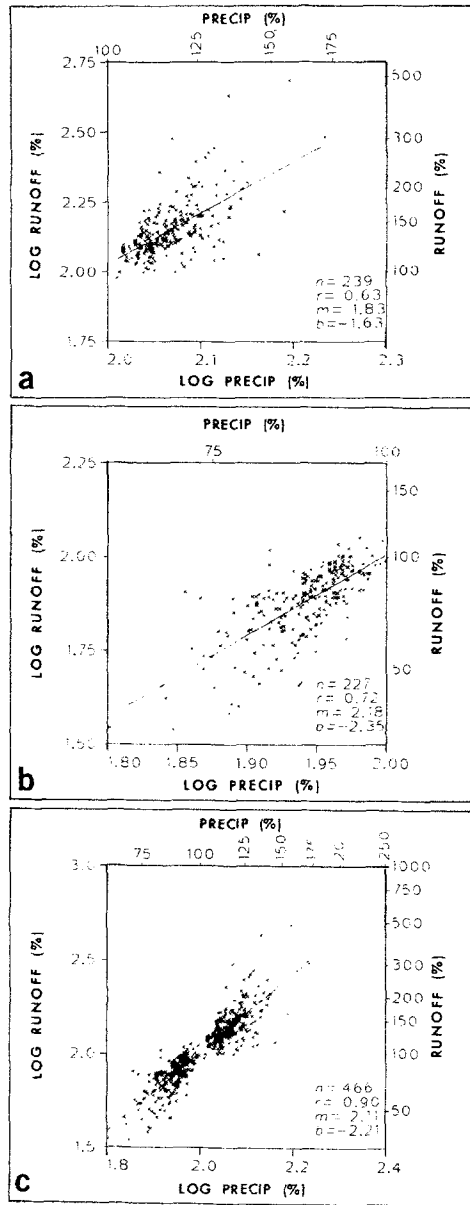 PRECIP (%)
100 125 150 175
2.75
2.50
2.25
2.00
1.75
LOG RUNOFF (%)
500
300
200
150
100
RUNOFF (%)
n= 239
r= 0.63
m= 1.83
b=-1.63
2.0 2.1 2.2 2.3
LOG PRECIP (%)
a
PRECIP (%)
75 100
2.25
2.00
1.75
1.50
LOG RUNOFF (%)
150
100
50
RUNOFF (%)
n= 227
r= 0.72
m= 2.18
b=-2.35
1.80 1.85 1.90 1.95 2.00
LOG PRECIP (%)
b
PRECIP (%)
75 100 125 150 250
3.0
2.5
2.0
1.5
LOG RUNOFF (%)
1000
750
500
300
200
150
100
50
RUNOFF (%)
n= 466
r= 0.90
m= 2.11
b=-2.21
1.8 2.0 2.2 2.4
LOG PRECIP (%)
c